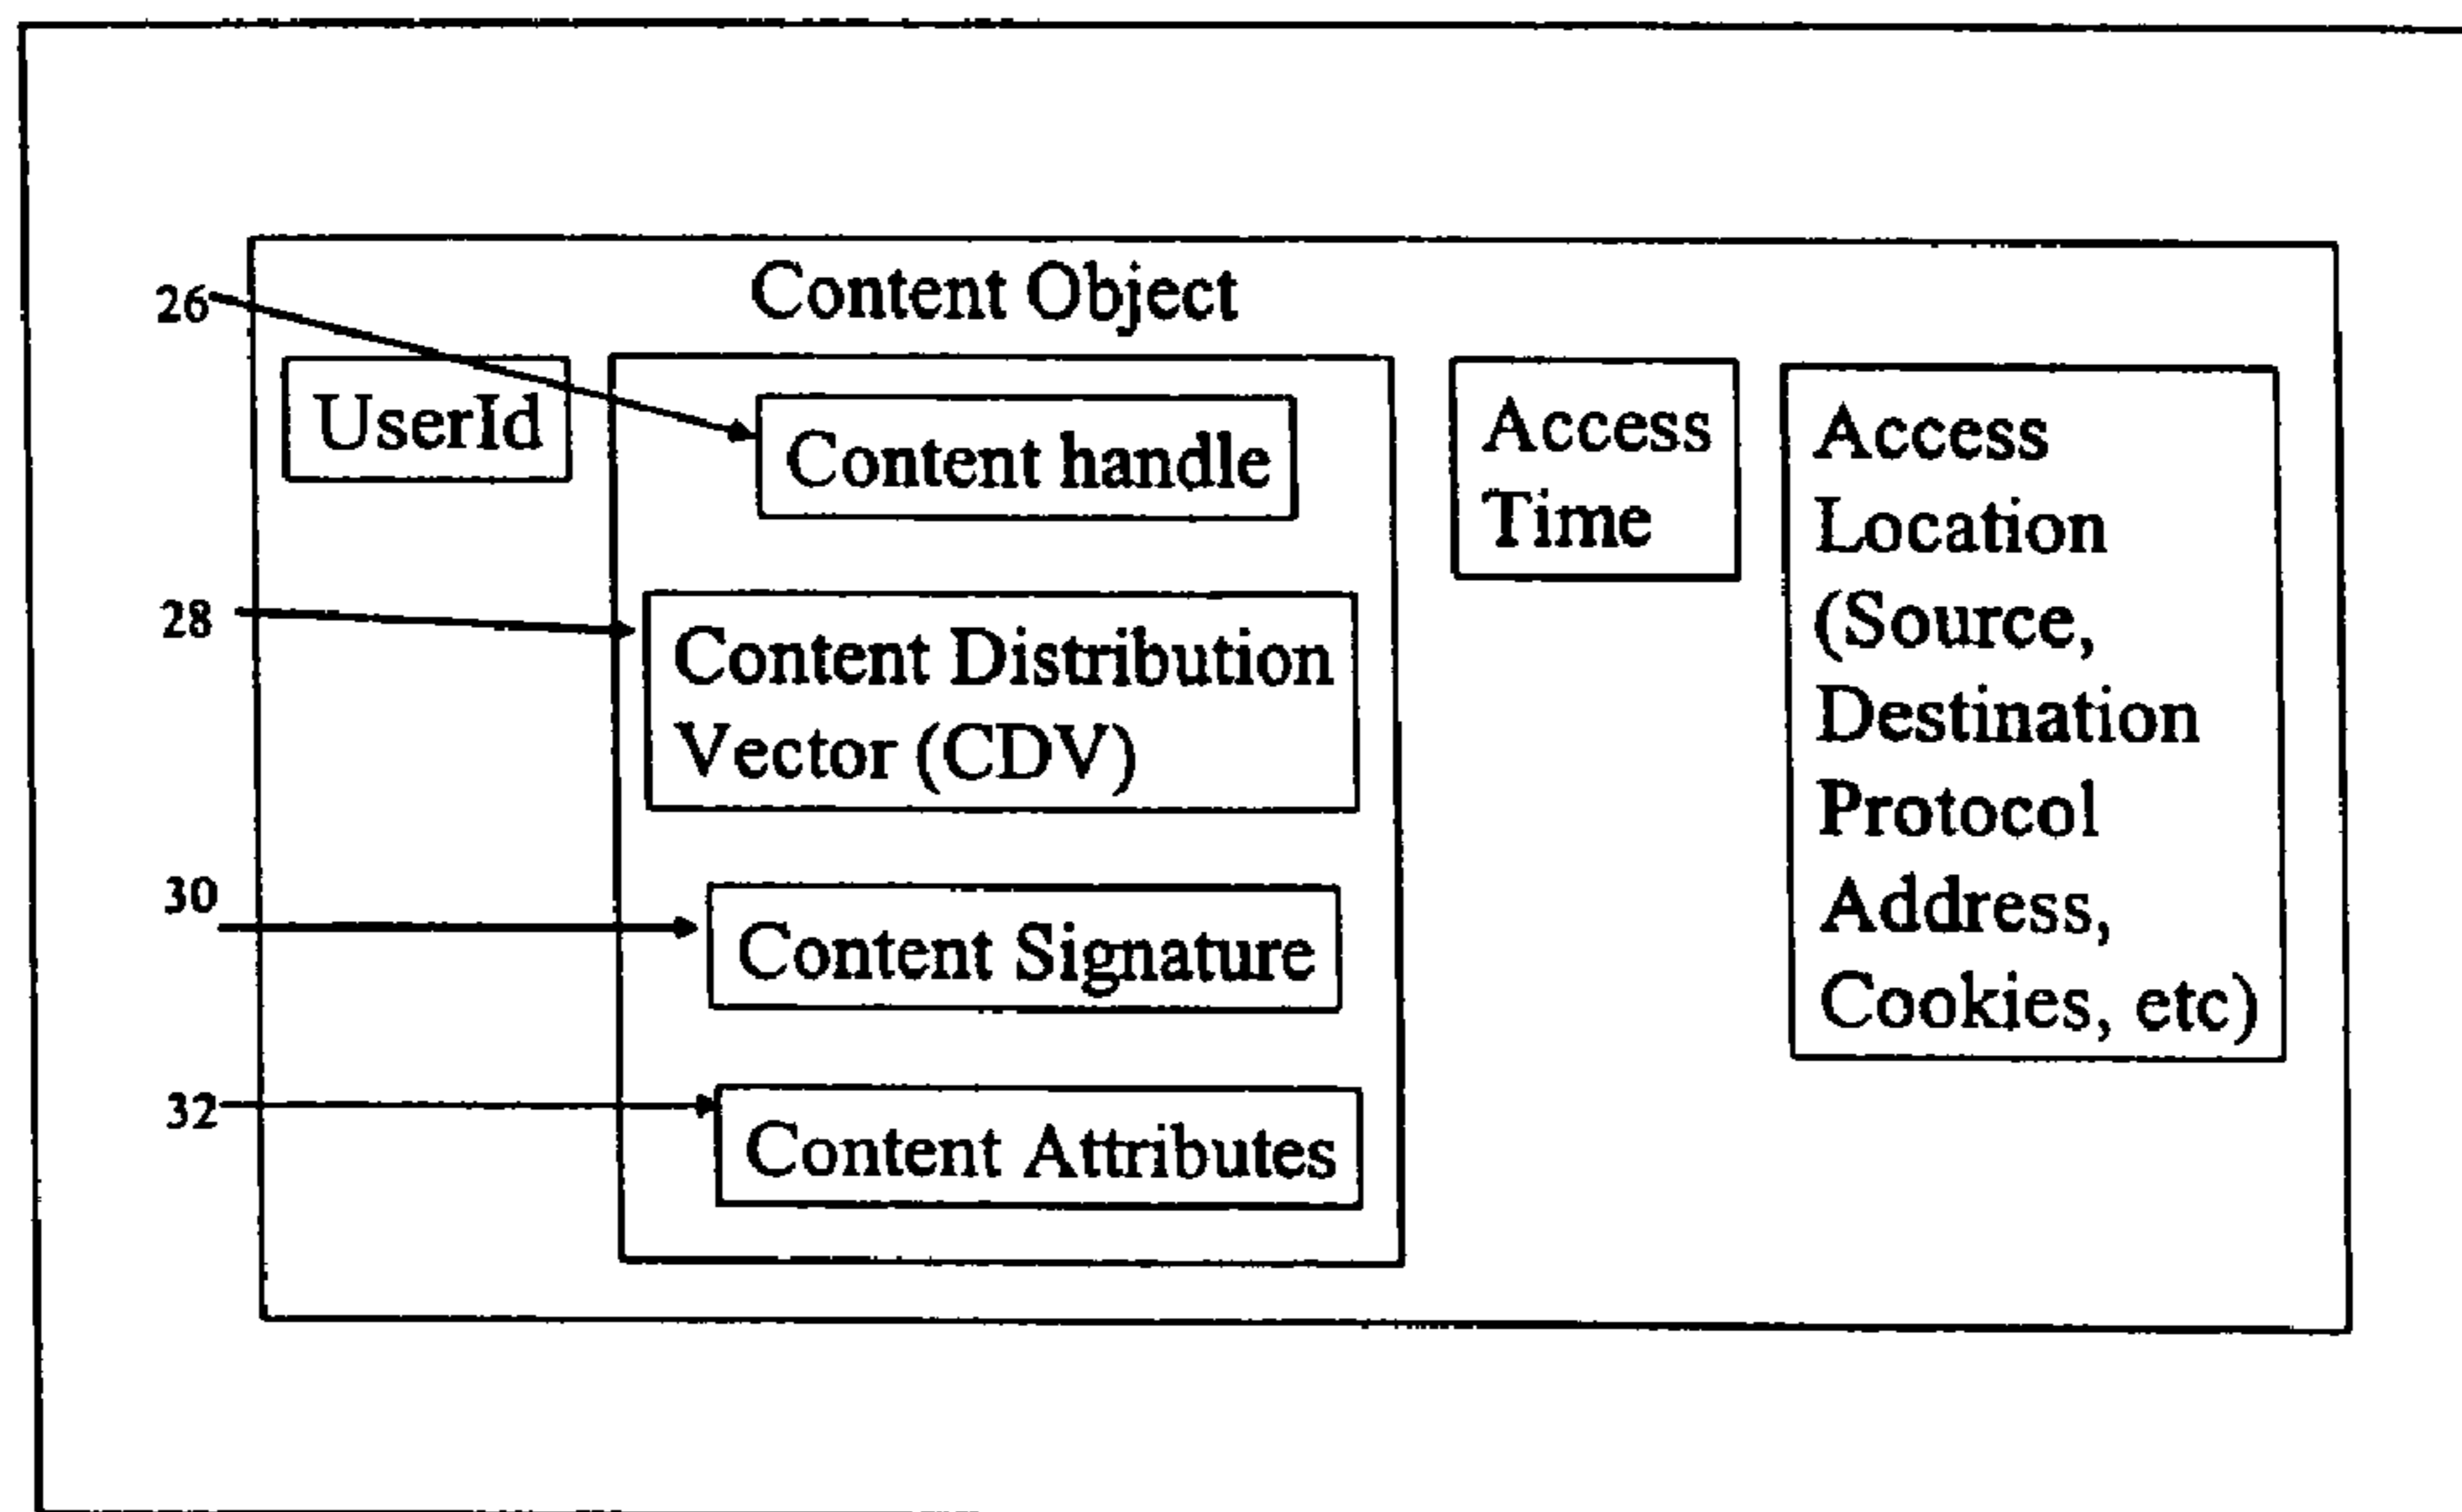 Content Object
26
UserId
Content handle
28
Content Distribution
Vector (CDV)
30
Content Signature
32
Content Attributes
Access
Time
Access
Location
(Source,
Destination
Protocol
Address,
Cookies, etc)